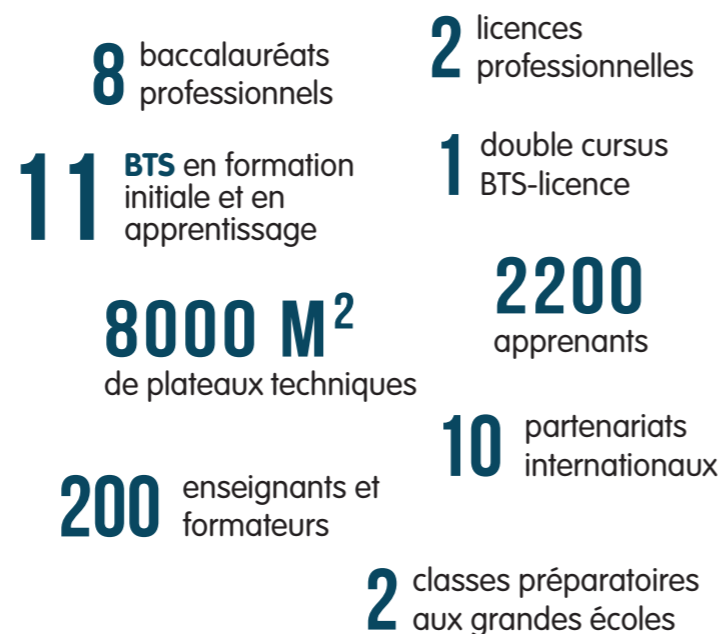 8 baccalauréats
professionnels
2 licences
professionnelles
11 BTS en formation
initiale et en
apprentissage
1 double cursus
BTS-licence
8000 M²
de plateaux techniques
2200
apprenants
10 partenariats
internationaux
200 enseignants et
formateurs
2 classes préparatoires
aux grandes écoles